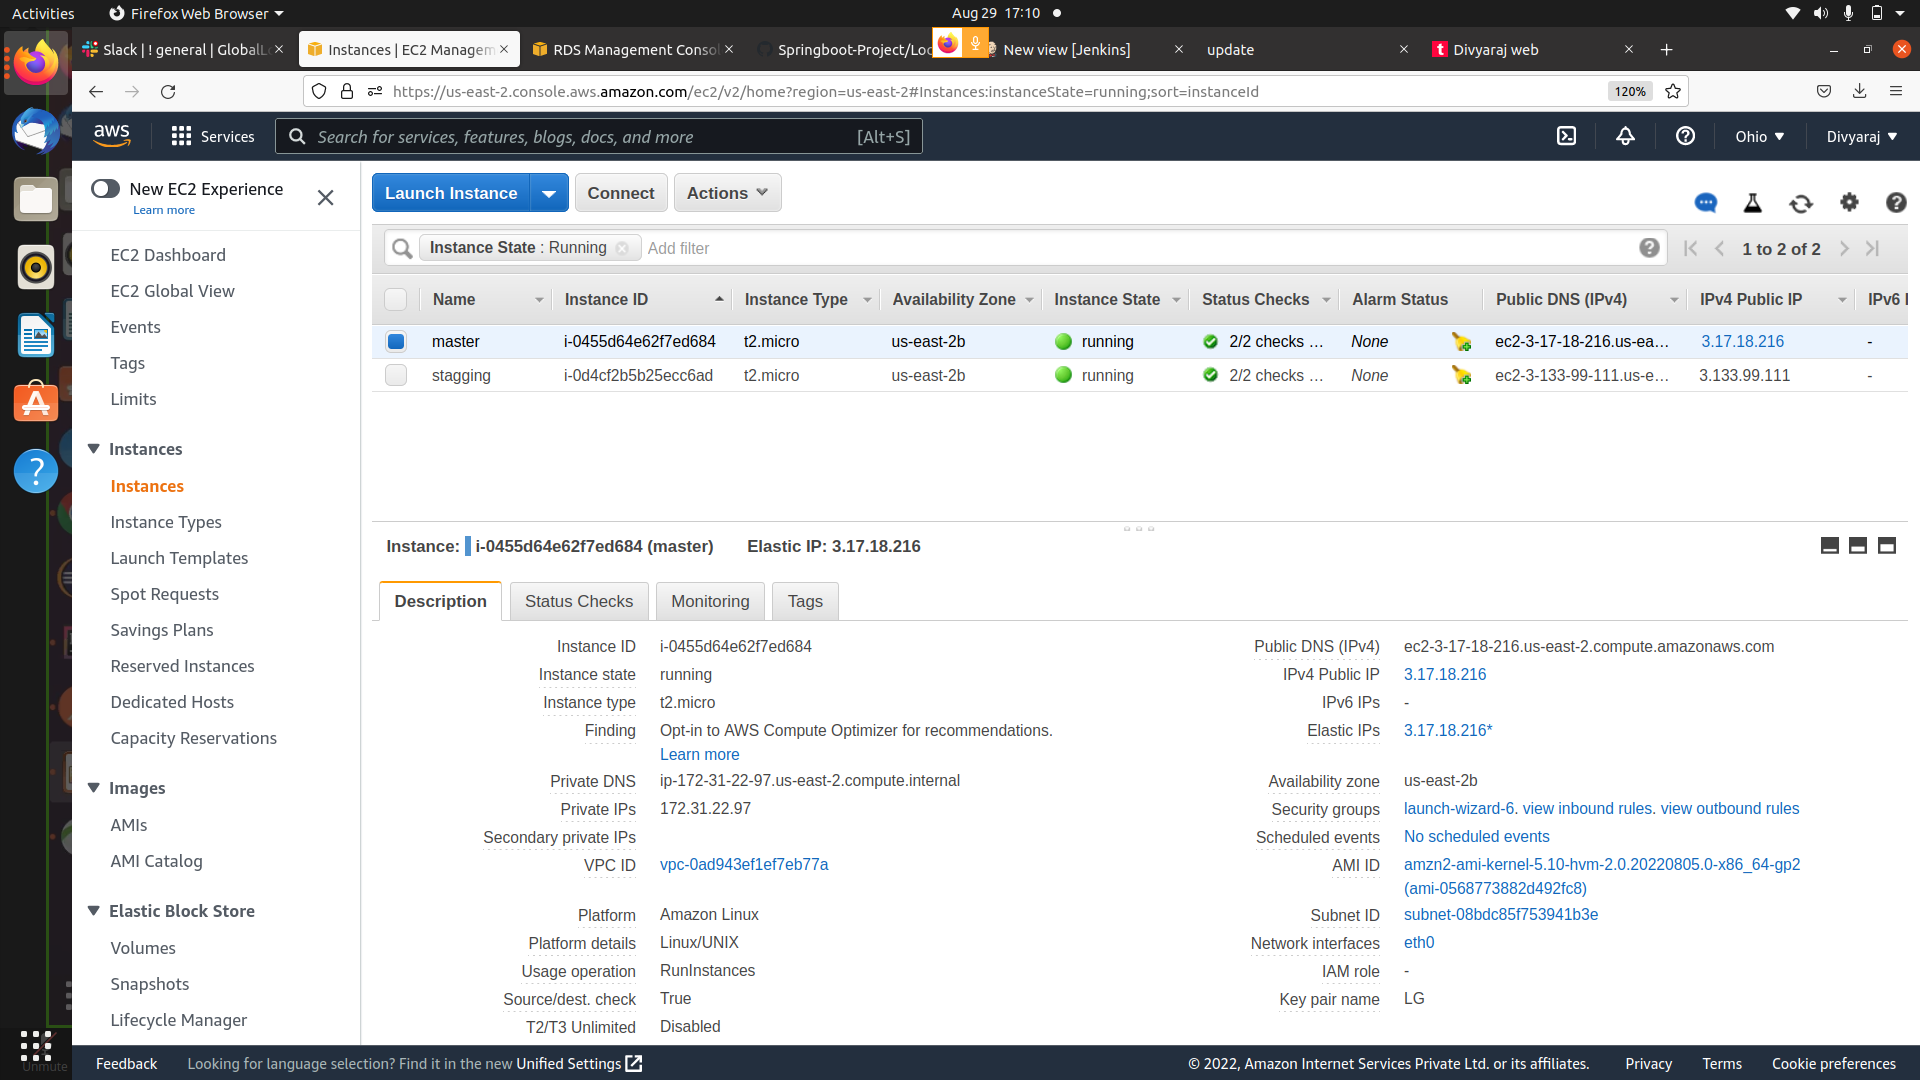 Activities
Firefox Web Browser
Aug 29 17:10
Slack | ! general | GlobalL
Instances | EC2 Managem
RDS Management Consol
Springboot-Project/Loc
New view [Jenkins]
update
t
Divyaraj web
https://us-east-2.console.aws.amazon.com/ec2/v2/home?region=us-east-2#Instances:instanceState=running;sort=instanceId
120%
aws
Services
Search for services, features, blogs, docs, and more
[Alt+S]
Ohio
Divyaraj
New EC2 Experience
Learn more
EC2 Dashboard
EC2 Global View
Events
Tags
Limits
Instances
Instances
Instance Types
Launch Templates
Spot Requests
Savings Plans
Reserved Instances
Dedicated Hosts
Capacity Reservations
Images
AMIs
AMI Catalog
Elastic Block Store
Volumes
Snapshots
Lifecycle Manager
Launch Instance
Connect
Actions
Instance State : Running
Add filter
1 to 2 of 2
Name Instance ID Instance Type Availability Zone Instance State Status Checks Alarm Status Public DNS (IPv4) IPv4 Public IP IPv6 I
master i-0455d64e62f7ed684 t2.micro us-east-2b running 2/2 checks ... None ec2-3-17-18-216.us-ea... 3.17.18.216 -
stagging i-0d4cf2b5b25ecc6ad t2.micro us-east-2b running 2/2 checks ... None ec2-3-133-99-111.us-e... 3.133.99.111 -
Instance: i-0455d64e62f7ed684 (master) Elastic IP: 3.17.18.216
Description
Status Checks
Monitoring
Tags
Instance ID i-0455d64e62f7ed684
Instance state running
Instance type t2.micro
Finding Opt-in to AWS Compute Optimizer for recommendations.
Learn more
Private DNS ip-172-31-22-97.us-east-2.compute.internal
Private IPs 172.31.22.97
Secondary private IPs
VPC ID vpc-0ad943ef1ef7eb77a
Platform Amazon Linux
Platform details Linux/UNIX
Usage operation RunInstances
Source/dest. check True
T2/T3 Unlimited Disabled
Public DNS (IPv4) ec2-3-17-18-216.us-east-2.compute.amazonaws.com
IPv4 Public IP 3.17.18.216
IPv6 IPs -
Elastic IPs 3.17.18.216*
Availability zone us-east-2b
Security groups launch-wizard-6. view inbound rules. view outbound rules
Scheduled events No scheduled events
AMI ID amzn2-ami-kernel-5.10-hvm-2.0.20220805.0-x86_64-gp2
(ami-0568773882d492fc8)
Subnet ID subnet-08bdc85f753941b3e
Network interfaces eth0
IAM role -
Key pair name LG
Unmute
Feedback
Looking for language selection? Find it in the new Unified Settings
© 2022, Amazon Internet Services Private Ltd. or its affiliates.
Privacy
Terms
Cookie preferences